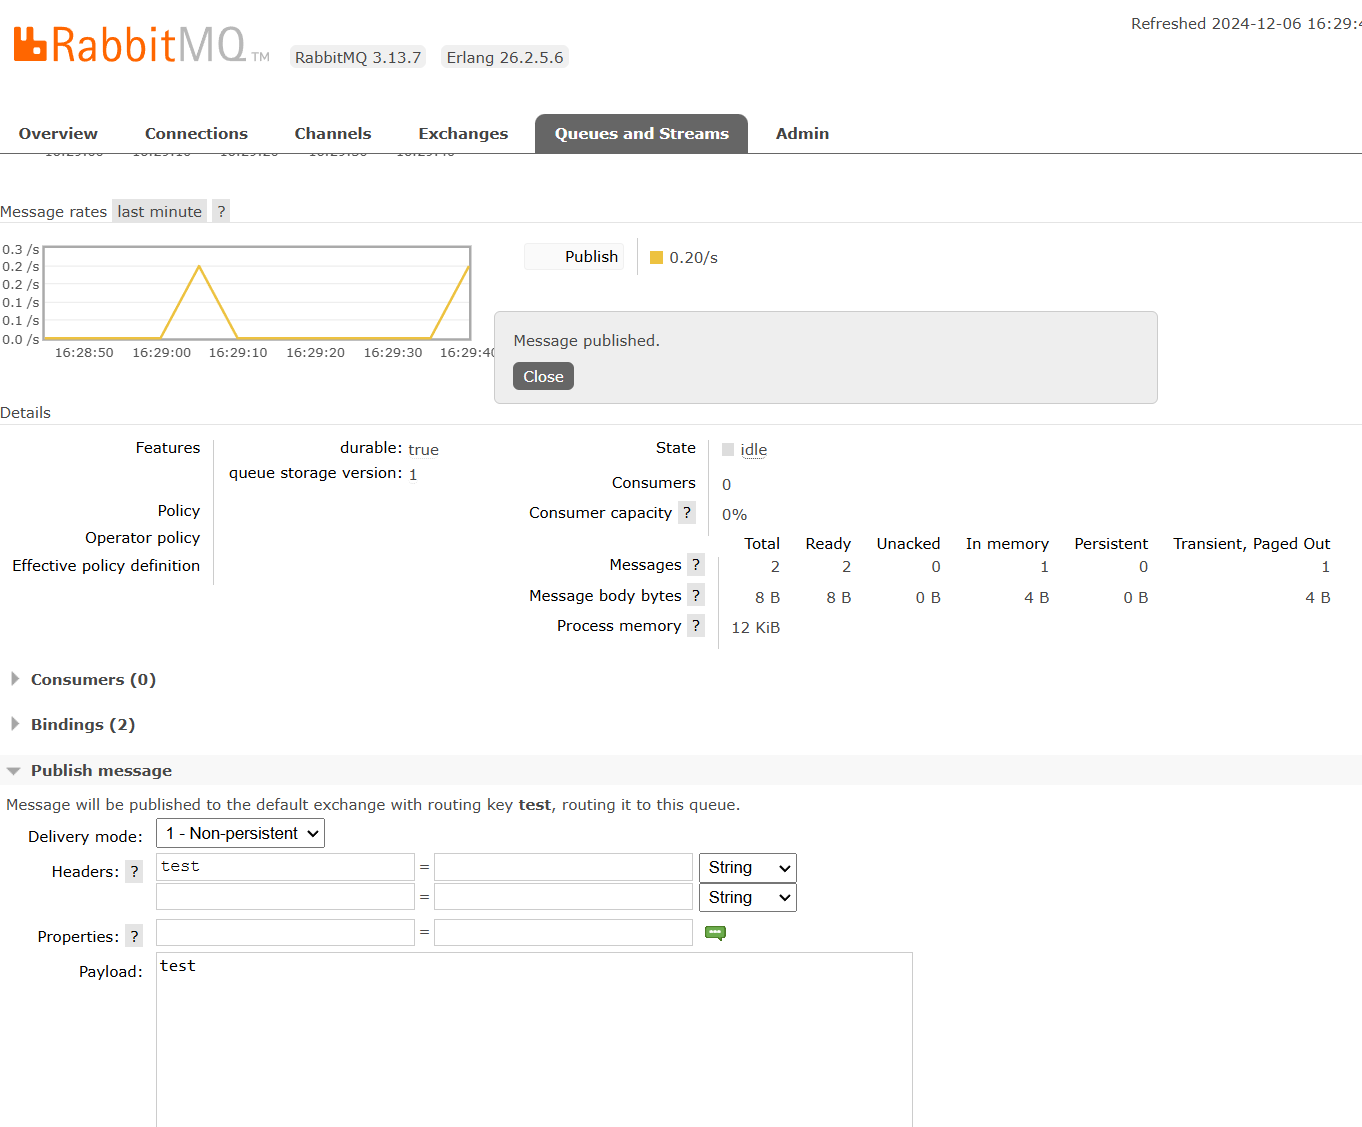 Refreshed 2024-12-06 16:29:4
RabbitMQ TM RabbitMQ 3.13.7 Erlang 26.2.5.6
Overview Connections Channels Exchanges Queues and Streams Admin
Message rates last minute ?
0.3 /s
0.2 /s
0.2 /s
0.1 /s
0.1 /s
0.0 /s
16:28:50 16:29:00 16:29:10 16:29:20 16:29:30 16:29:40
Publish 0.20/s
Message published.
Close
Details
Features durable: true
queue storage version: 1
Policy
Operator policy
Effective policy definition
State idle
Consumers 0
Consumer capacity ? 0%
Total Ready Unacked In memory Persistent Transient, Paged Out
Messages ? 2 2 0 1 0 1
Message body bytes ? 8 B 8 B 0 B 4 B 0 B 4 B
Process memory ? 12 KiB
Consumers (0)
Bindings (2)
Publish message
Message will be published to the default exchange with routing key test, routing it to this queue.
Delivery mode: 1 - Non-persistent
Headers: ? test = String
= String
Properties: ? =
Payload: test